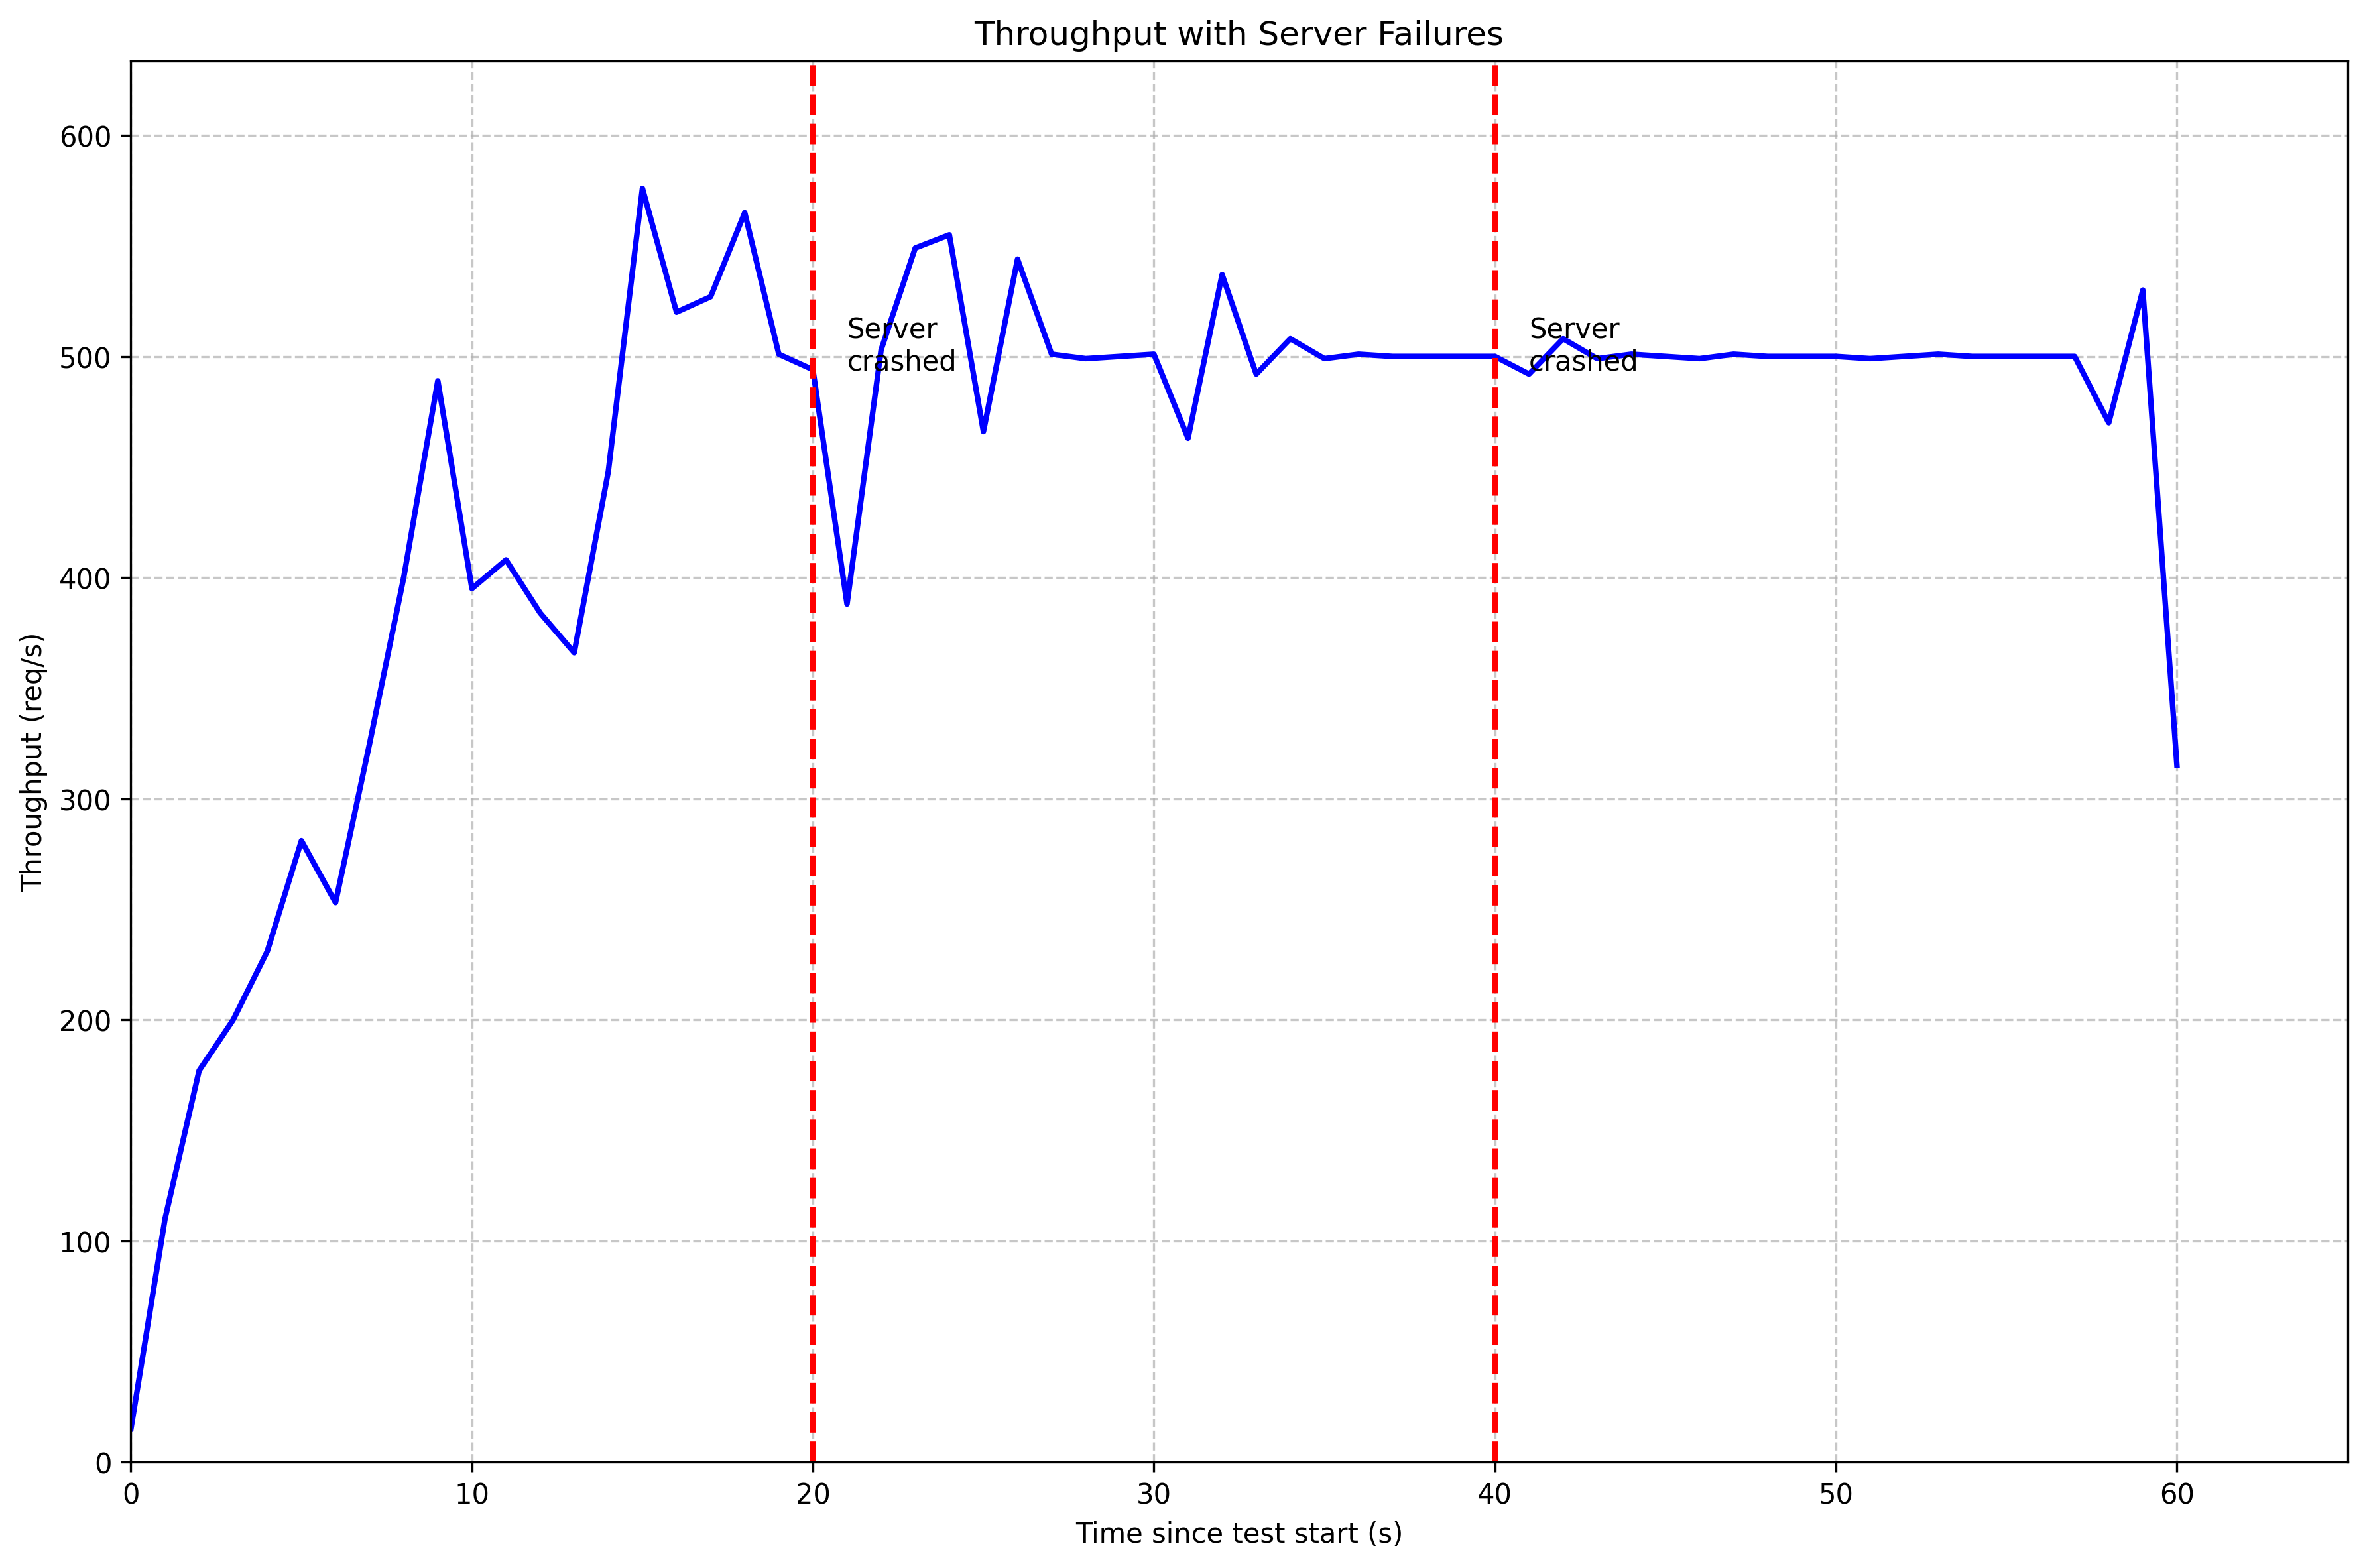 Throughput with Server Failures
600
500
400
300
200
100
0
Throughput (req/s)
Server
crashed
Server
crashed
0
10
20
30
40
50
60
Time since test start (s)